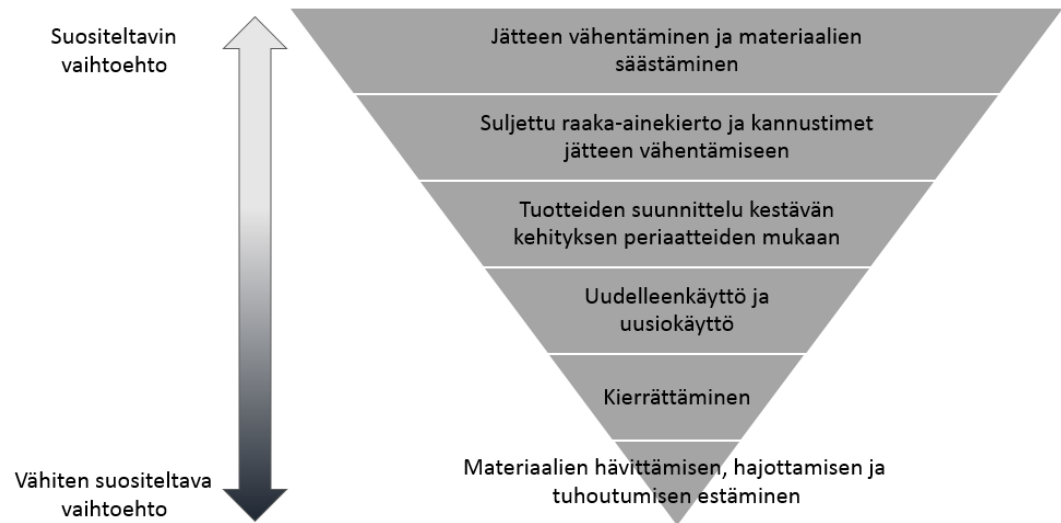 Suositeltavin
vaihtoehto
Jätteen vähentäminen ja materiaalien
säästäminen
Suljettu raaka-ainekierto ja kannustimet
jätteen vähentämiseen
Tuotteiden suunnittelu kestävän
kehityksen periaatteiden mukaan
Uudelleenkäyttö ja
uusiokäyttö
Kierrättäminen
Materiaalien hävittämisen, hajottamisen ja
tuhoutumisen estäminen
Vähiten suositeltava
vaihtoehto